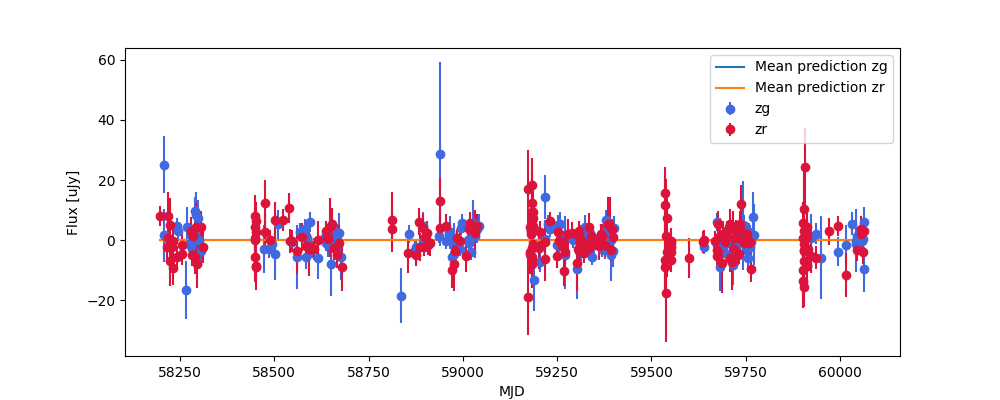 60
40
20
0
−20
Flux [uJy]
58250 58500 58750 59000 59250 59500 59750 60000
MJD
Mean prediction zg
Mean prediction zr
zg
zr